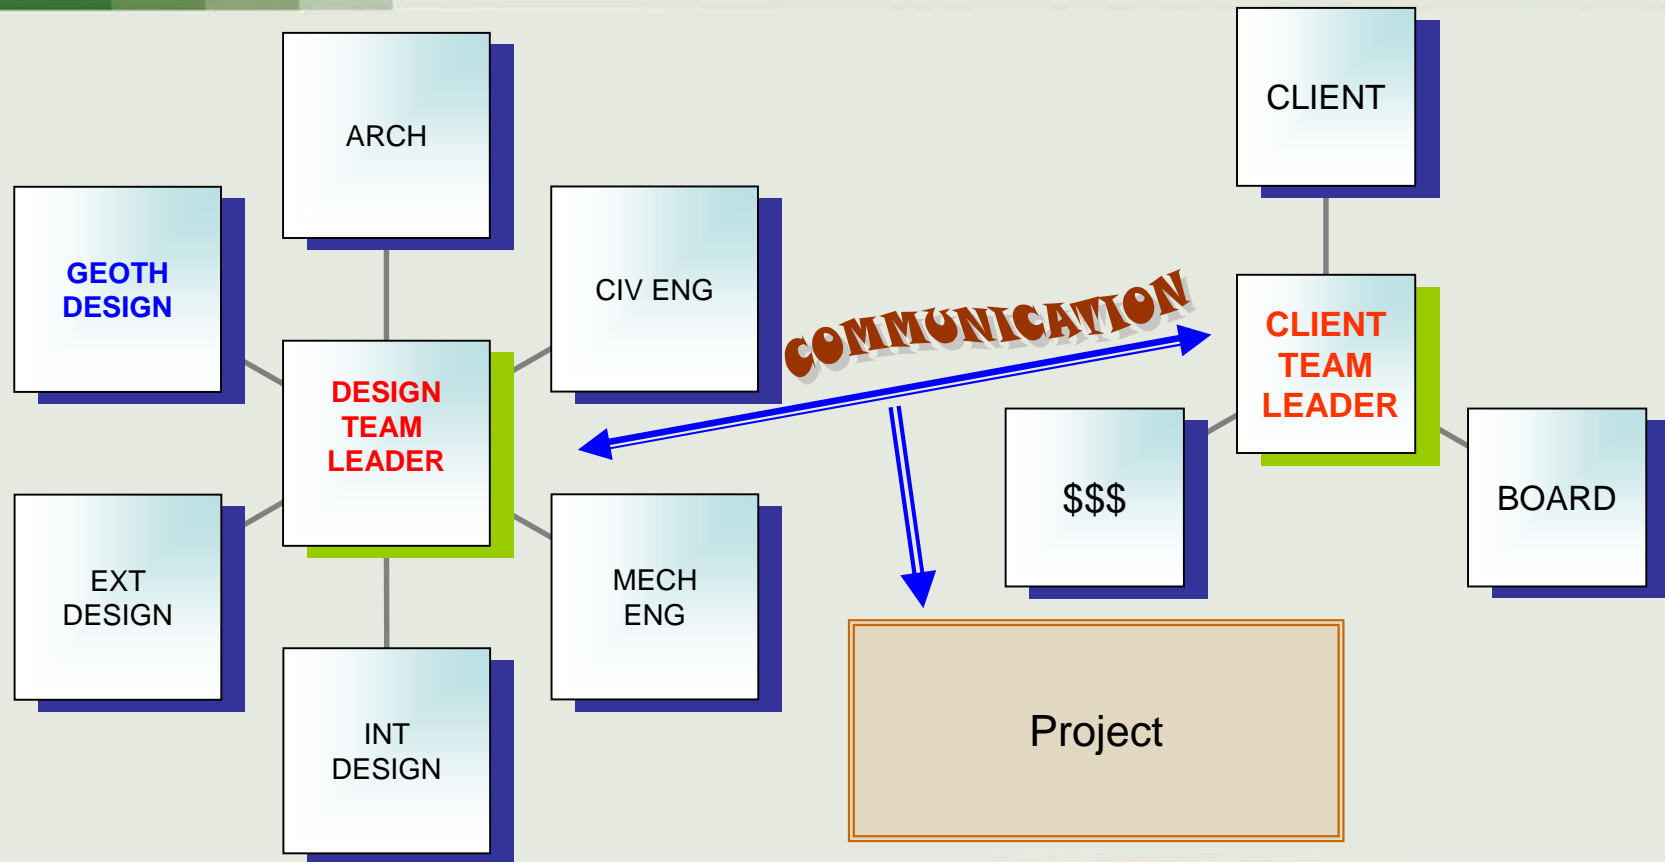 ARCH
GEOTH
DESIGN
CIV ENG
DESIGN
TEAM
LEADER
EXT
DESIGN
MECH
ENG
INT
DESIGN
COMMUNICATION
CLIENT
CLIENT
TEAM
LEADER
$$$
BOARD
Project